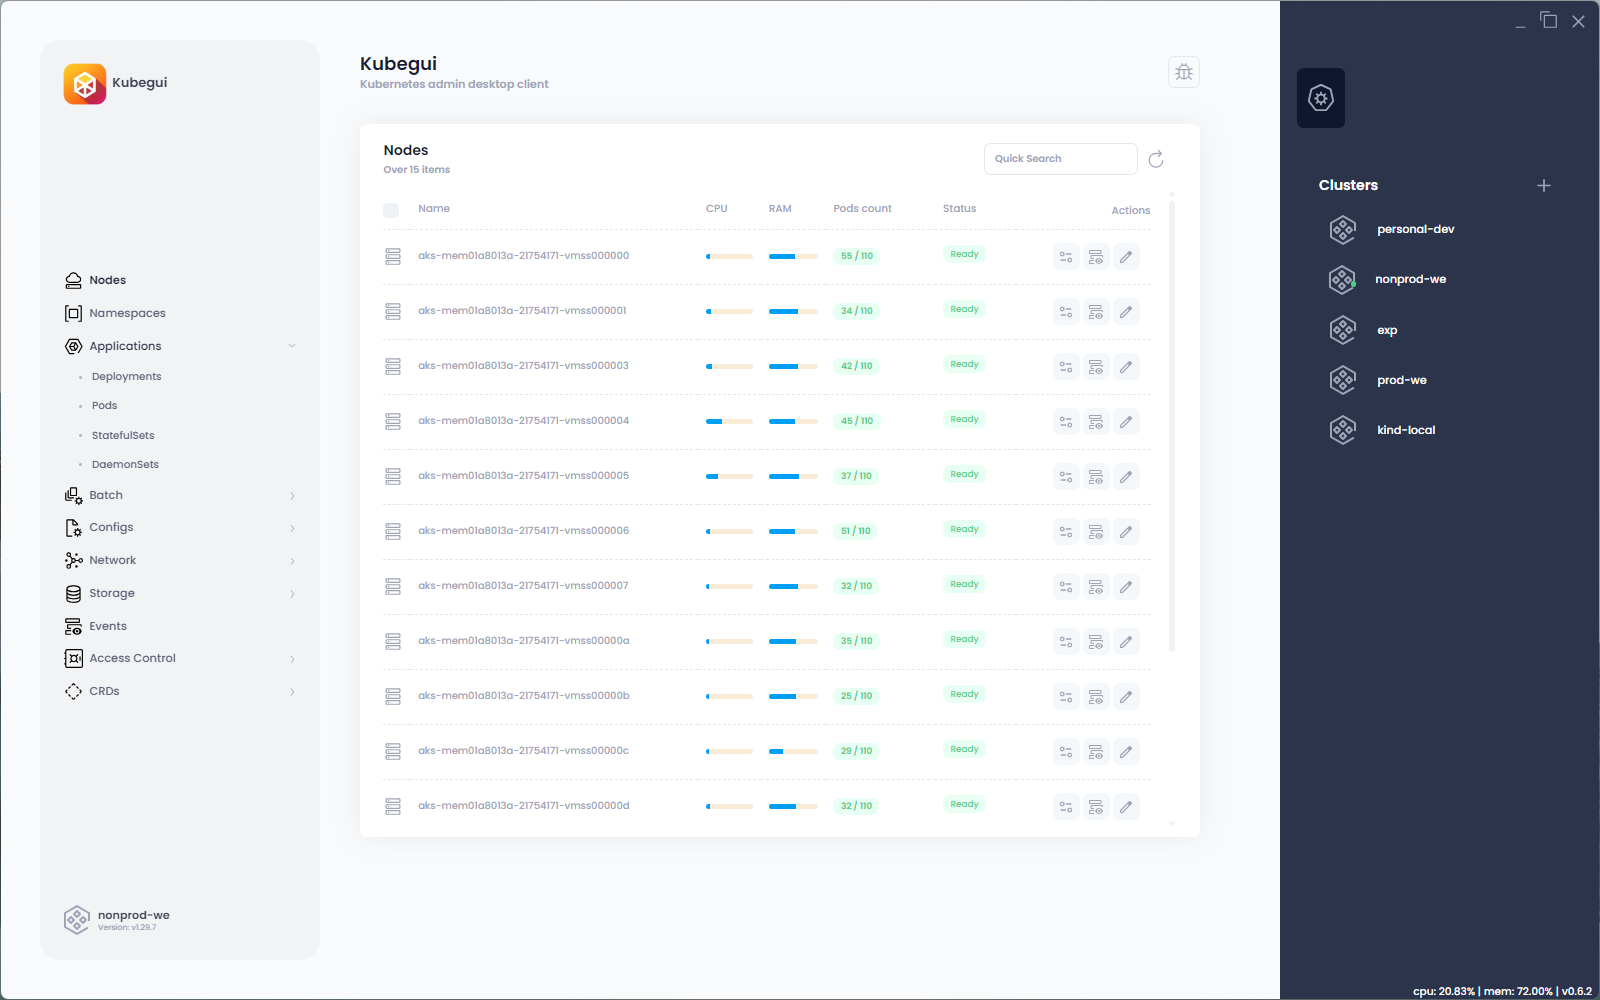 Kubegui
Nodes
Namespaces
Applications
Deployments
Pods
StatefulSets
DaemonSets
Batch
Configs
Network
Storage
Events
Access Control
CRDs
nonprod-we
Version: v1.29.7
Kubegui
Kubernetes admin desktop client
Nodes
Over 15 items
Quick Search
Name CPU RAM Pods count Status Actions
aks-mem01a8013a-21754171-vmss000000 55 / 110 Ready
aks-mem01a8013a-21754171-vmss000001 34 / 110 Ready
aks-mem01a8013a-21754171-vmss000003 42 / 110 Ready
aks-mem01a8013a-21754171-vmss000004 45 / 110 Ready
aks-mem01a8013a-21754171-vmss000005 37 / 110 Ready
aks-mem01a8013a-21754171-vmss000006 51 / 110 Ready
aks-mem01a8013a-21754171-vmss000007 32 / 110 Ready
aks-mem01a8013a-21754171-vmss00000a 35 / 110 Ready
aks-mem01a8013a-21754171-vmss00000b 25 / 110 Ready
aks-mem01a8013a-21754171-vmss00000c 29 / 110 Ready
aks-mem01a8013a-21754171-vmss00000d 32 / 110 Ready
Clusters
personal-dev
nonprod-we
exp
prod-we
kind-local
cpu: 20.83% | mem: 72.00% | v0.6.2